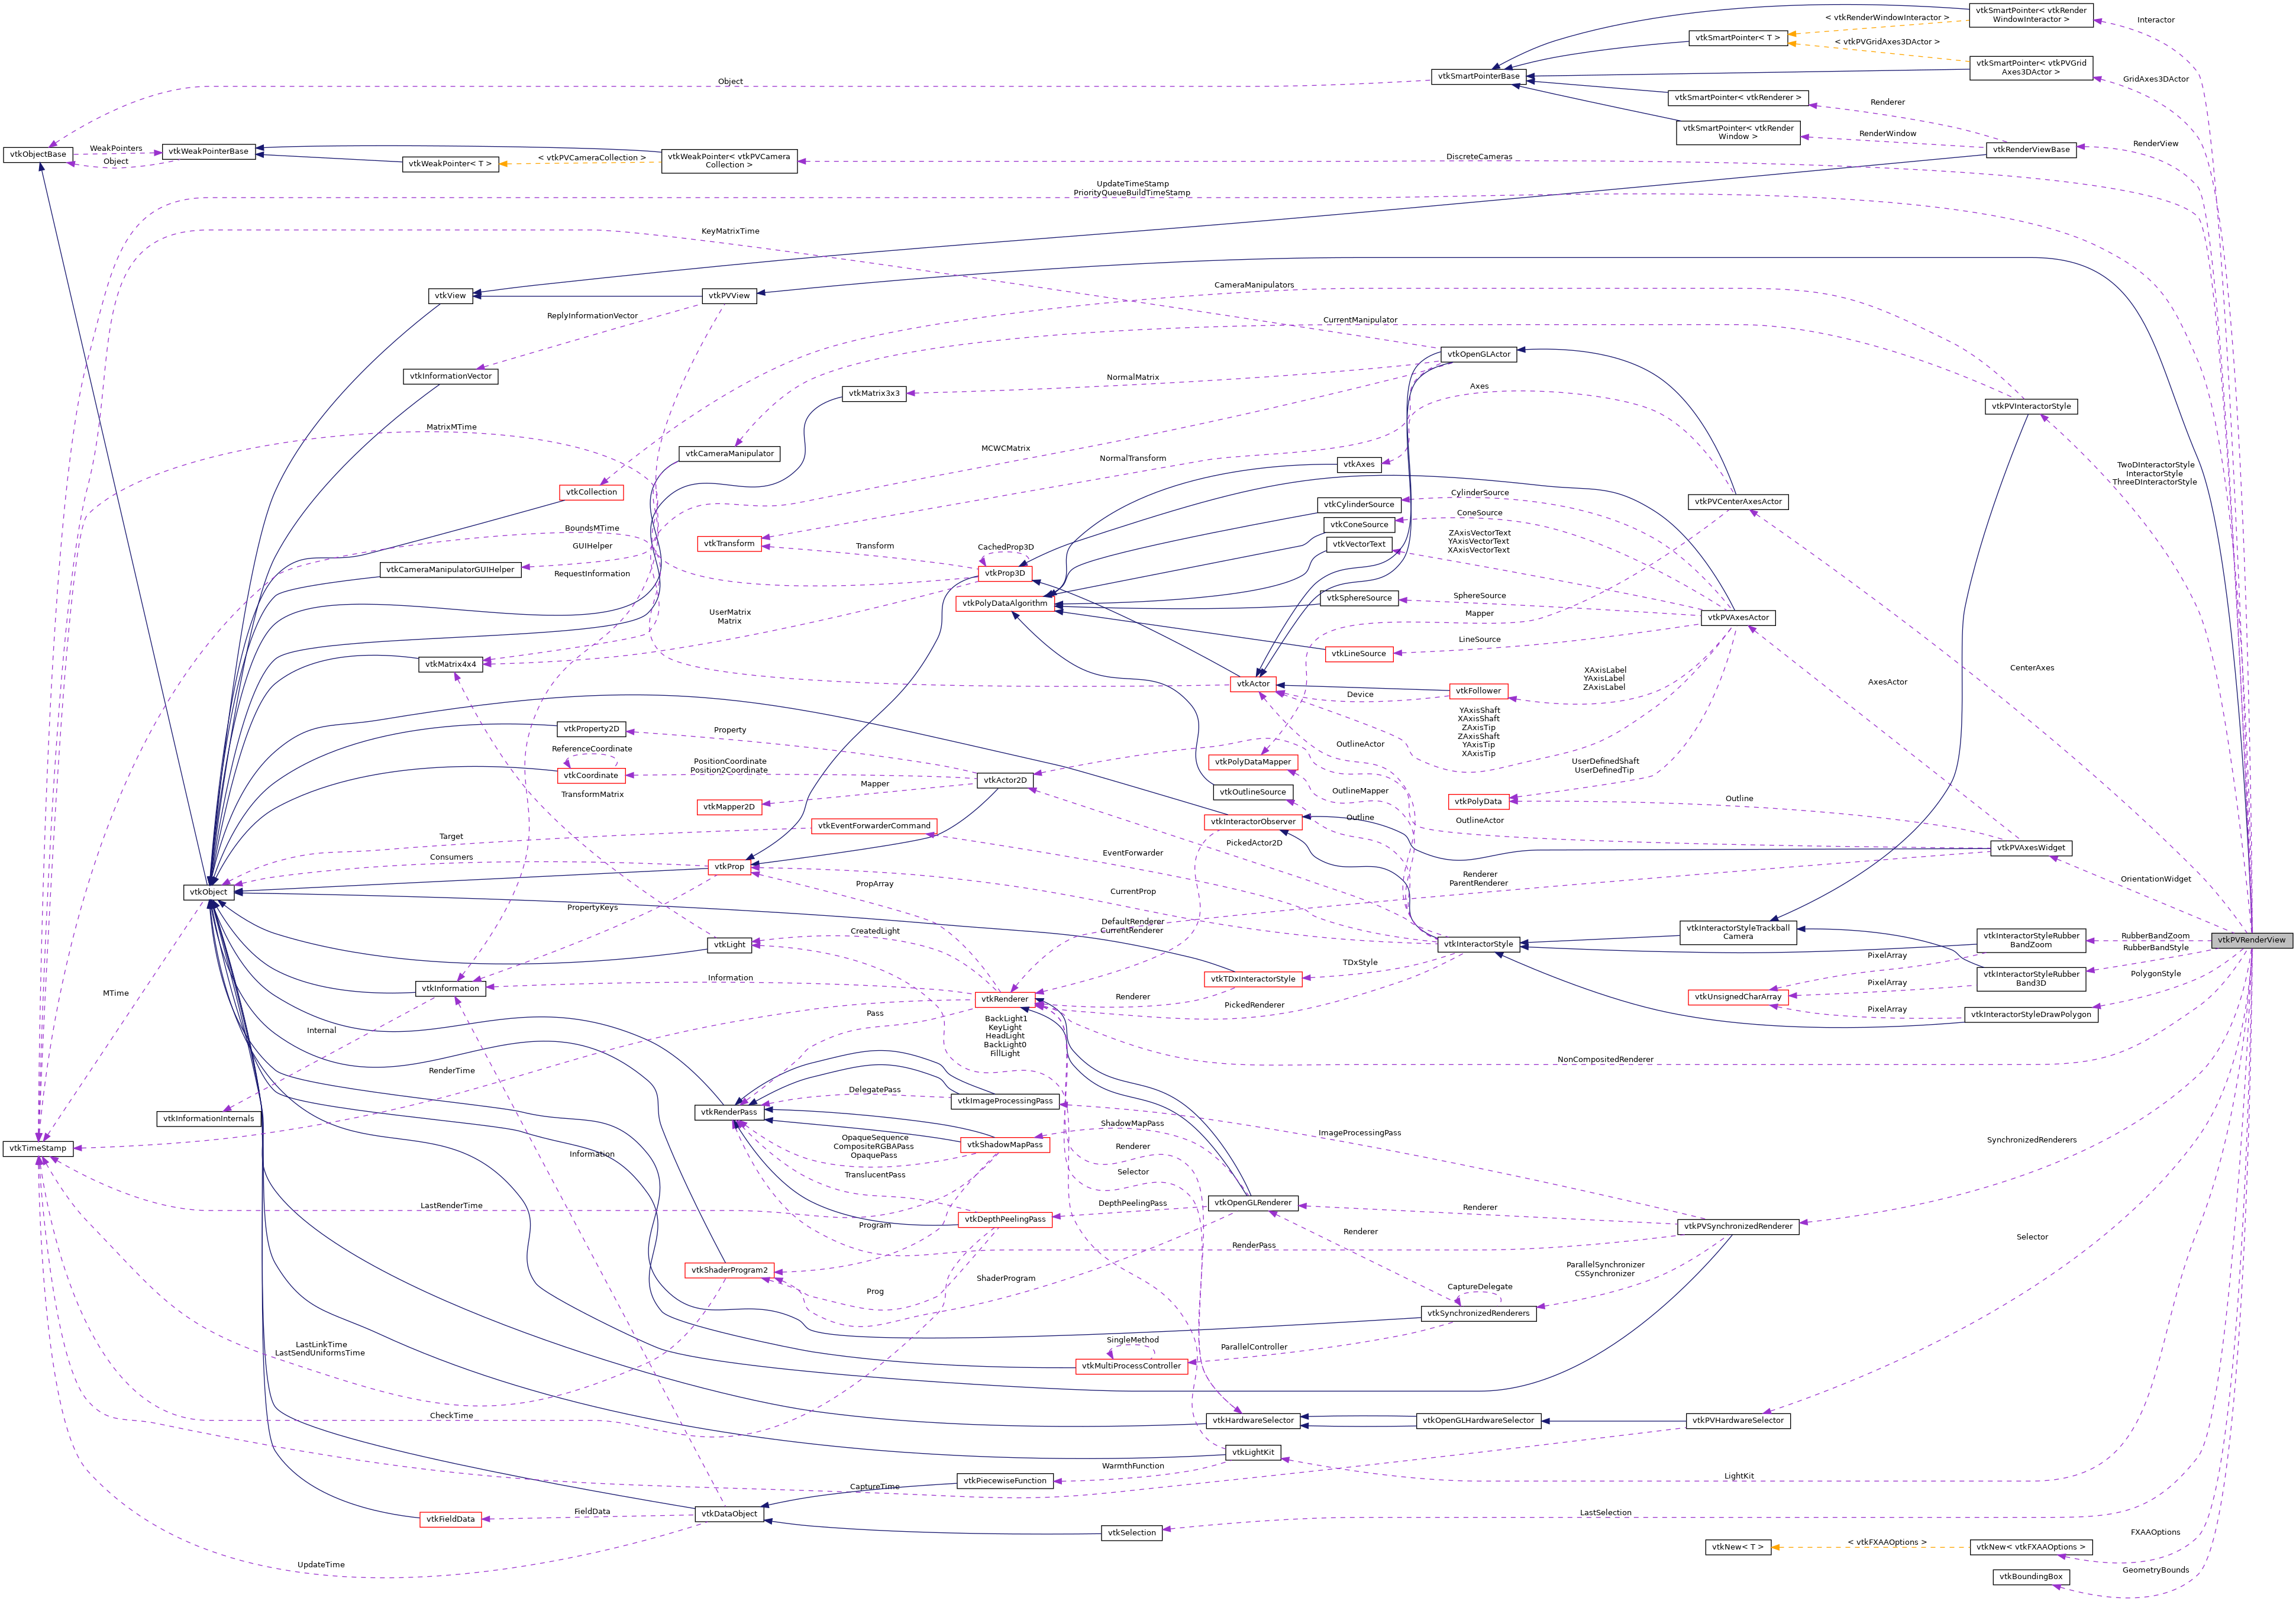 vtkSmartPointer< vtkRender
WindowInteractor >
< vtkRenderWindowInteractor >
Interactor
vtkSmartPointer< T >
< vtkPVGridAxes3DActor >
vtkSmartPointer< vtkPVGrid
Axes3DActor >
vtkSmartPointerBase
Object
GridAxes3DActor
vtkSmartPointer< vtkRenderer >
Renderer
vtkSmartPointer< vtkRender
Window >
RenderWindow
RenderView
vtkRenderViewBase
vtkObjectBase
WeakPointers
Object
vtkWeakPointerBase
vtkWeakPointer< T >
< vtkPVCameraCollection >
vtkWeakPointer< vtkPVCamera
Collection >
DiscreteCameras
UpdateTimeStamp
PriorityQueueBuildTimeStamp
KeyMatrixTime
CameraManipulators
vtkView
vtkPVView
ReplyInformationVector
CurrentManipulator
vtkOpenGLActor
vtkInformationVector
NormalMatrix
Axes
vtkMatrix3x3
vtkPVInteractorStyle
MatrixMTime
MCWCMatrix
vtkCameraManipulator
NormalTransform
vtkAxes
TwoDInteractorStyle
InteractorStyle
ThreeDInteractorStyle
vtkCollection
CylinderSource
vtkCylinderSource
vtkPVCenterAxesActor
ConeSource
vtkConeSource
BoundsMTime
GUIHelper
vtkTransform
Transform
CachedProp3D
vtkVectorText
ZAxisVectorText
YAxisVectorText
XAxisVectorText
vtkCameraManipulatorGUIHelper
RequestInformation
vtkProp3D
vtkPolyDataAlgorithm
vtkSphereSource
SphereSource
Mapper
UserMatrix
Matrix
vtkPVAxesActor
LineSource
vtkLineSource
vtkMatrix4x4
CenterAxes
XAxisLabel
YAxisLabel
ZAxisLabel
AxesActor
vtkActor
Device
vtkFollower
YAxisShaft
XAxisShaft
ZAxisTip
ZAxisShaft
YAxisTip
XAxisTip
vtkProperty2D
Property
ReferenceCoordinate
OutlineActor
vtkCoordinate
PositionCoordinate
Position2Coordinate
vtkActor2D
vtkPolyDataMapper
UserDefinedShaft
UserDefinedTip
TransformMatrix
Mapper
vtkMapper2D
OutlineMapper
vtkOutlineSource
vtkPolyData
Outline
vtkEventForwarderCommand
vtkInteractorObserver
Outline
OutlineActor
Target
Consumers
EventForwarder
PickedActor2D
vtkPVAxesWidget
vtkProp
PropArray
CurrentProp
Renderer
ParentRenderer
OrientationWidget
vtkObject
PropertyKeys
DefaultRenderer
CurrentRenderer
CreatedLight
vtkLight
vtkInteractorStyle
vtkInteractorStyleTrackball
Camera
vtkInteractorStyleRubber
BandZoom
RubberBandZoom
vtkPVRenderView
RubberBandStyle
PixelArray
TDxStyle
Information
vtkTDxInteractorStyle
vtkInteractorStyleRubber
Band3D
PolygonStyle
PixelArray
MTime
vtkInformation
vtkRenderer
Renderer
PickedRenderer
vtkUnsignedCharArray
PixelArray
vtkInteractorStyleDrawPolygon
Internal
Pass
BackLight1
KeyLight
HeadLight
BackLight0
FillLight
NonCompositedRenderer
RenderTime
DelegatePass
vtkImageProcessingPass
vtkInformationInternals
vtkRenderPass
ShadowMapPass
ImageProcessingPass
vtkTimeStamp
Information
OpaqueSequence
CompositeRGBAPass
OpaquePass
vtkShadowMapPass
Renderer
SynchronizedRenderers
TranslucentPass
Selector
LastRenderTime
Program
vtkDepthPeelingPass
DepthPeelingPass
vtkOpenGLRenderer
Renderer
vtkPVSynchronizedRenderer
Renderer
RenderPass
Selector
vtkShaderProgram2
ShaderProgram
Prog
ParallelSynchronizer
CSSynchronizer
CaptureDelegate
vtkSynchronizedRenderers
LastLinkTime
LastSendUniformsTime
SingleMethod
ParallelController
vtkMultiProcessController
CheckTime
vtkHardwareSelector
vtkOpenGLHardwareSelector
vtkPVHardwareSelector
vtkLightKit
WarmthFunction
LightKit
vtkPiecewiseFunction
CaptureTime
vtkFieldData
FieldData
vtkDataObject
LastSelection
vtkSelection
FXAAOptions
vtkNew< T >
< vtkFXAAOptions >
vtkNew< vtkFXAAOptions >
UpdateTime
GeometryBounds
vtkBoundingBox